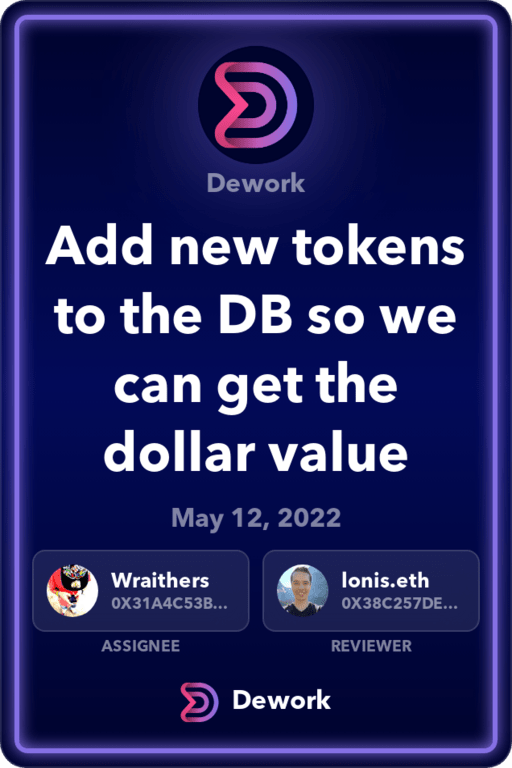 Dework
Add new tokens
to the DB so we
can get the
dollar value
May 12, 2022
Wraithers
0X31A4C53B...
ASSIGNEE
lonis.eth
0X38C257DE...
REVIEWER
Dework